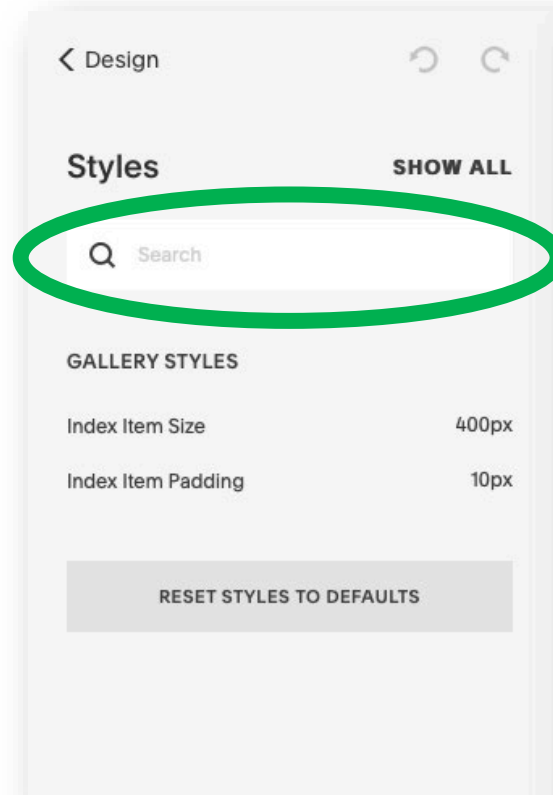 Design
Styles SHOW ALL
Search
GALLERY STYLES
Index Item Size 400px
Index Item Padding 10px
RESET STYLES TO DEFAULTS